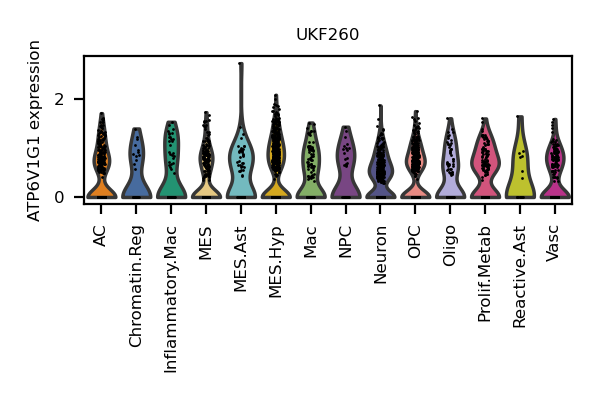 UKF260
ATP6V1G1 expression
2
0
AC
Chromatin.Reg
Inflammatory.Mac
MES
MES.Ast
MES.Hyp
Mac
NPC
Neuron
OPC
Oligo
Prolif.Metab
Reactive.Ast
Vasc